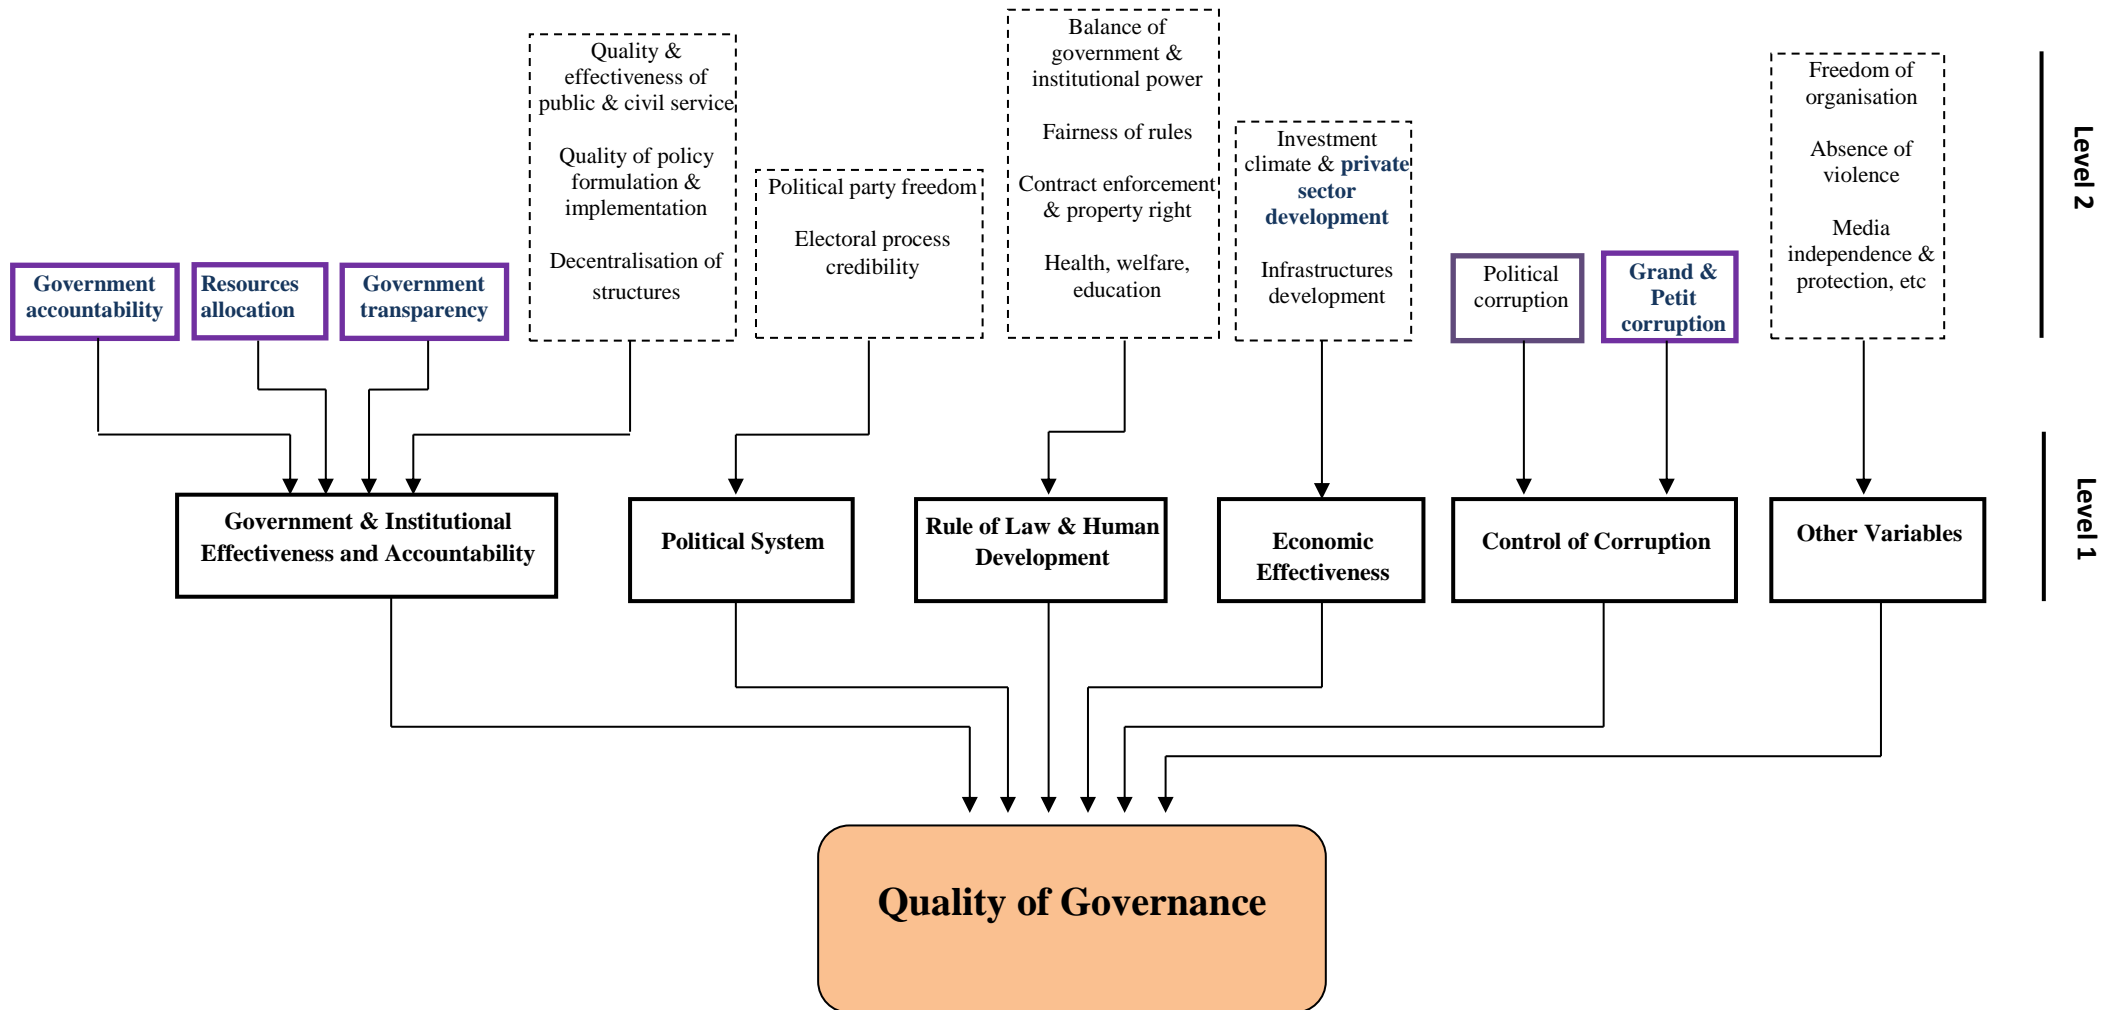 Government
accountability
Resources
allocation
Government
transparency
Quality &
effectiveness of
public & civil service
Quality of policy
formulation &
implementation
Decentralisation of
structures
Political party freedom
Electoral process
credibility
Balance of
government &
institutional power
Fairness of rules
Contract enforcement
& property right
Health, welfare,
education
Investment
climate & private
sector
development
Infrastructures
development
Political
corruption
Grand &
Petit
corruption
Freedom of
organisation
Absence of
violence
Media
independence &
protection, etc
Level 2
Government & Institutional
Effectiveness and Accountability
Political System
Rule of Law & Human
Development
Economic
Effectiveness
Control of Corruption
Other Variables
Level 1
Quality of Governance